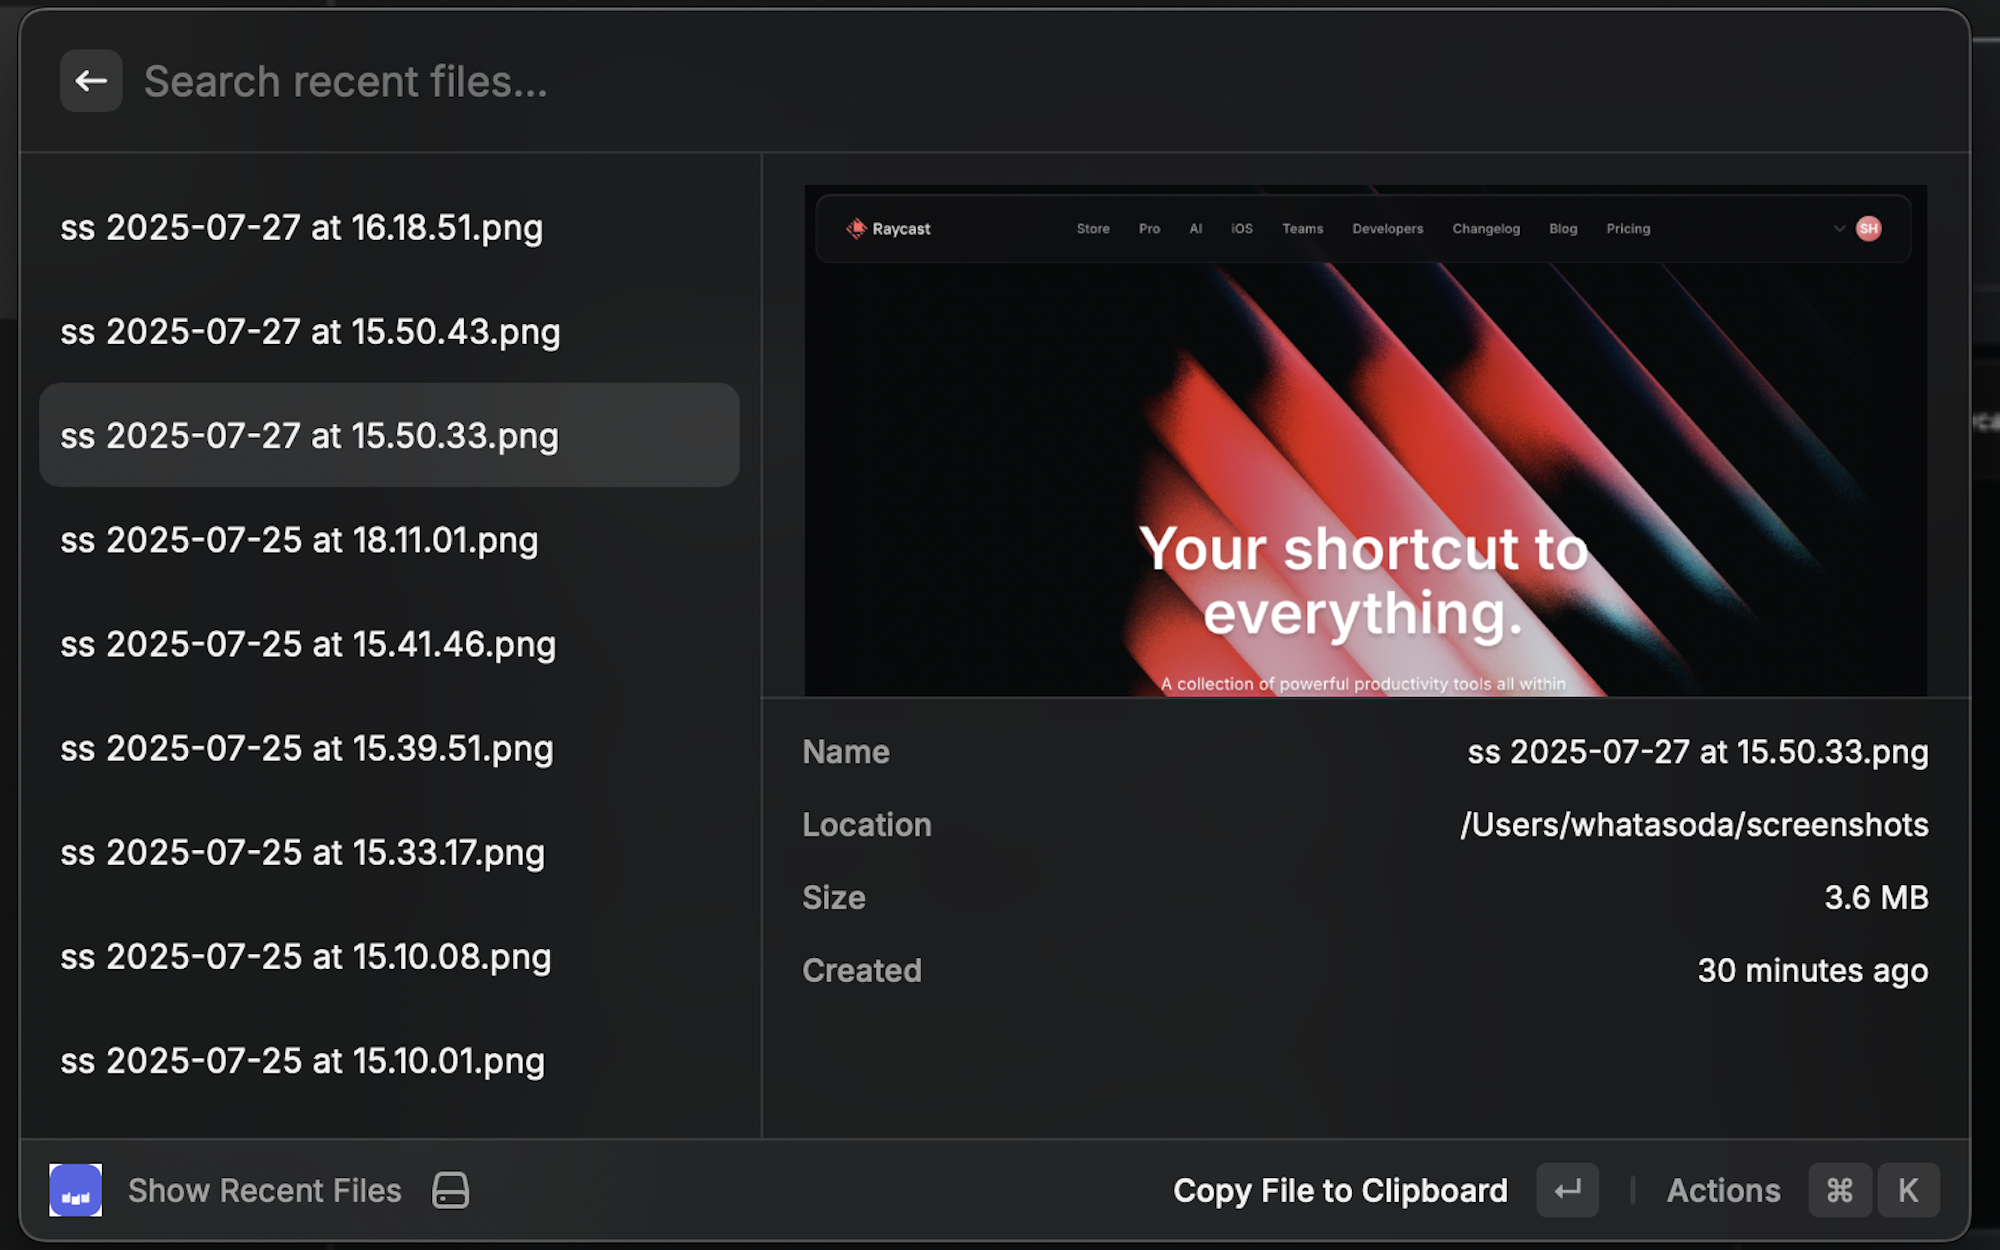 Search recent files...
ss 2025-07-27 at 16.18.51.png
ss 2025-07-27 at 15.50.43.png
ss 2025-07-27 at 15.50.33.png
ss 2025-07-25 at 18.11.01.png
ss 2025-07-25 at 15.41.46.png
ss 2025-07-25 at 15.39.51.png
ss 2025-07-25 at 15.33.17.png
ss 2025-07-25 at 15.10.08.png
ss 2025-07-25 at 15.10.01.png
Raycast Store Pro AI iOS Teams Developers Changelog Blog Pricing SH
Your shortcut to
everything.
A collection of powerful productivity tools all within
Name ss 2025-07-27 at 15.50.33.png
Location /Users/whatasoda/screenshots
Size 3.6 MB
Created 30 minutes ago
Show Recent Files Copy File to Clipboard Actions ⌘ K